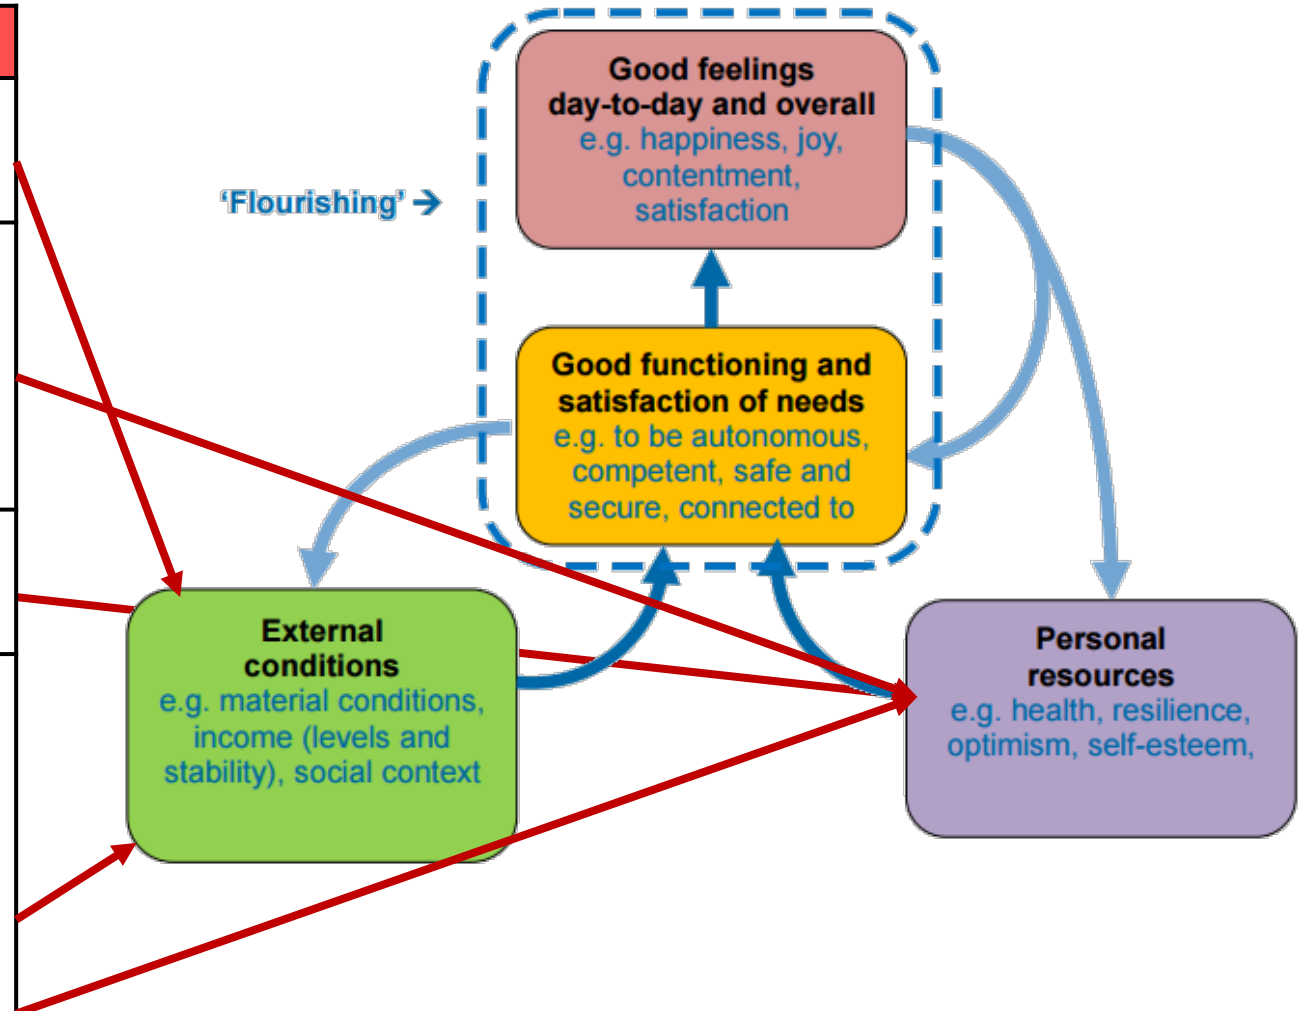 Good feelings
day-to-day and overall
e.g. happiness, joy,
contentment,
satisfaction
‘Flourishing’ →
Good functioning and
satisfaction of needs
e.g. to be autonomous,
competent, safe and
secure, connected to
External
conditions
e.g. material conditions,
income (levels and
stability), social context
Personal
resources
e.g. health, resilience,
optimism, self-esteem,